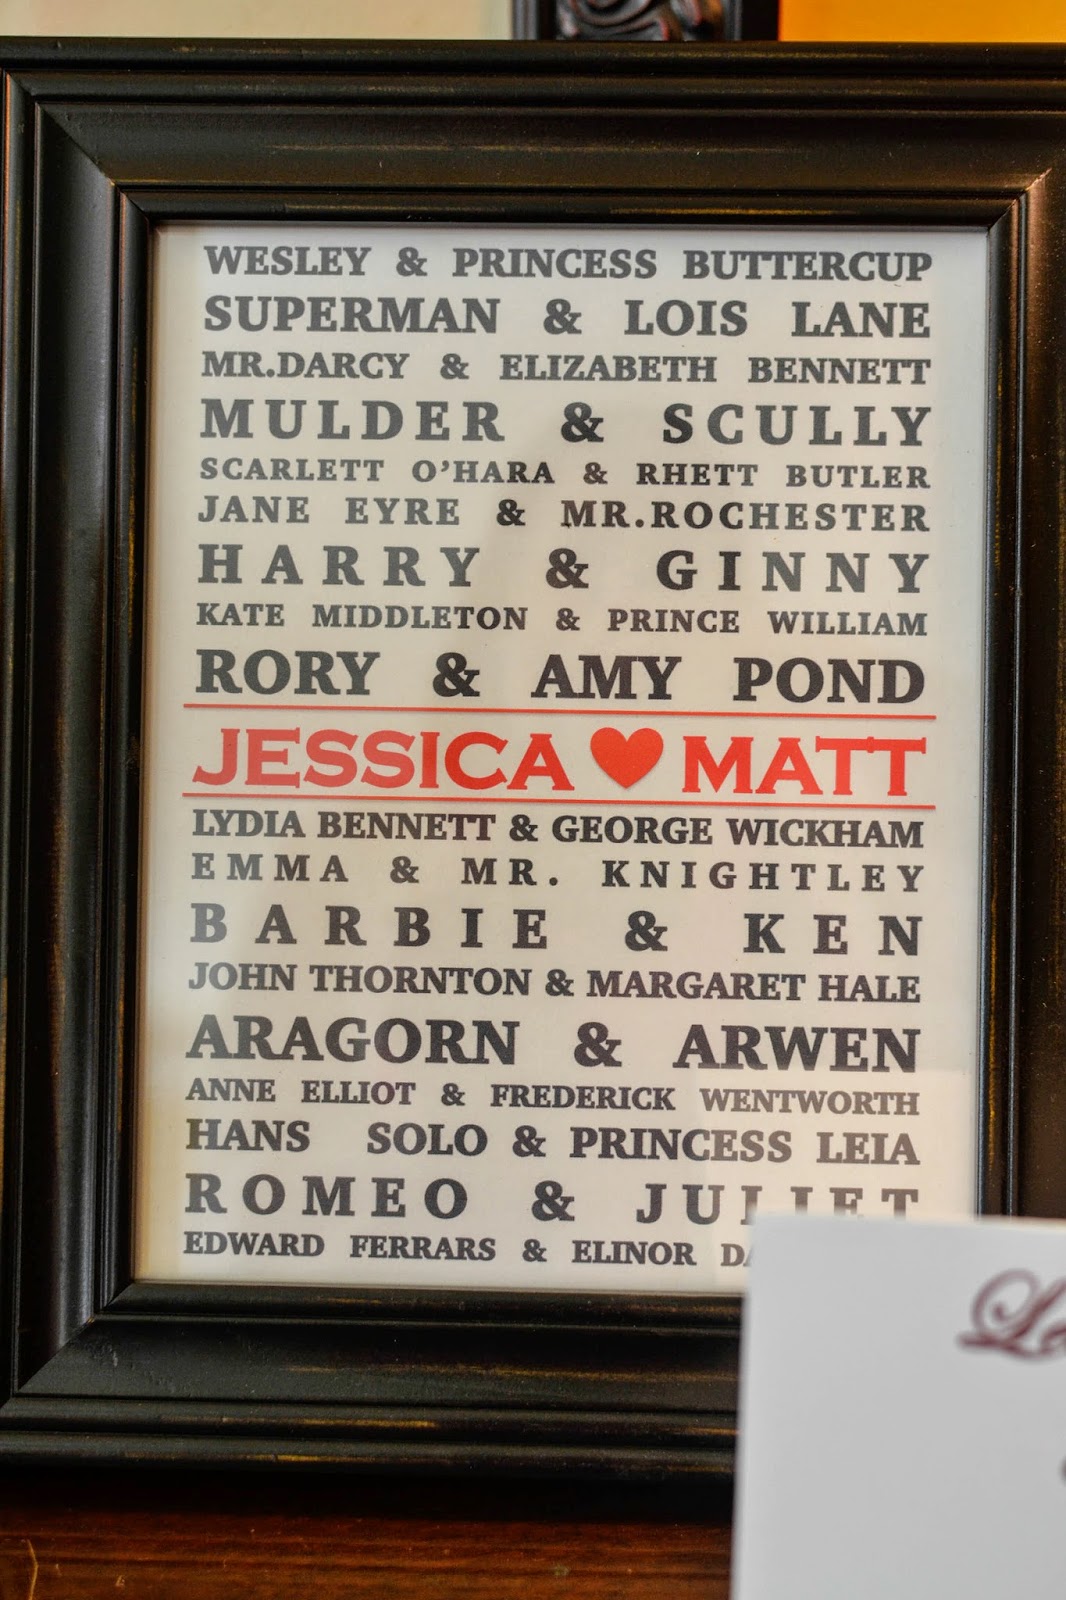 WESLEY & PRINCESS BUTTERCUP
SUPERMAN & LOIS LANE
MR.DARCY & ELIZABETH BENNETT
MULDER & SCULLY
SCARLETT O'HARA & RHETT BUTLER
JANE EYRE & MR.ROCHESTER
HARRY & GINNY
KATE MIDDLETON & PRINCE WILLIAM
RORY & AMY POND
JESSICA ♥ MATT
LYDIA BENNETT & GEORGE WICKHAM
EMMA & MR. KNIGHTLEY
BARBIE & KEN
JOHN THORNTON & MARGARET HALE
ARAGORN & ARWEN
ANNE ELLIOT & FREDERICK WENTWORTH
HANS SOLO & PRINCESS LEIA
ROMEO & JULIET
EDWARD FERRARS & ELINOR